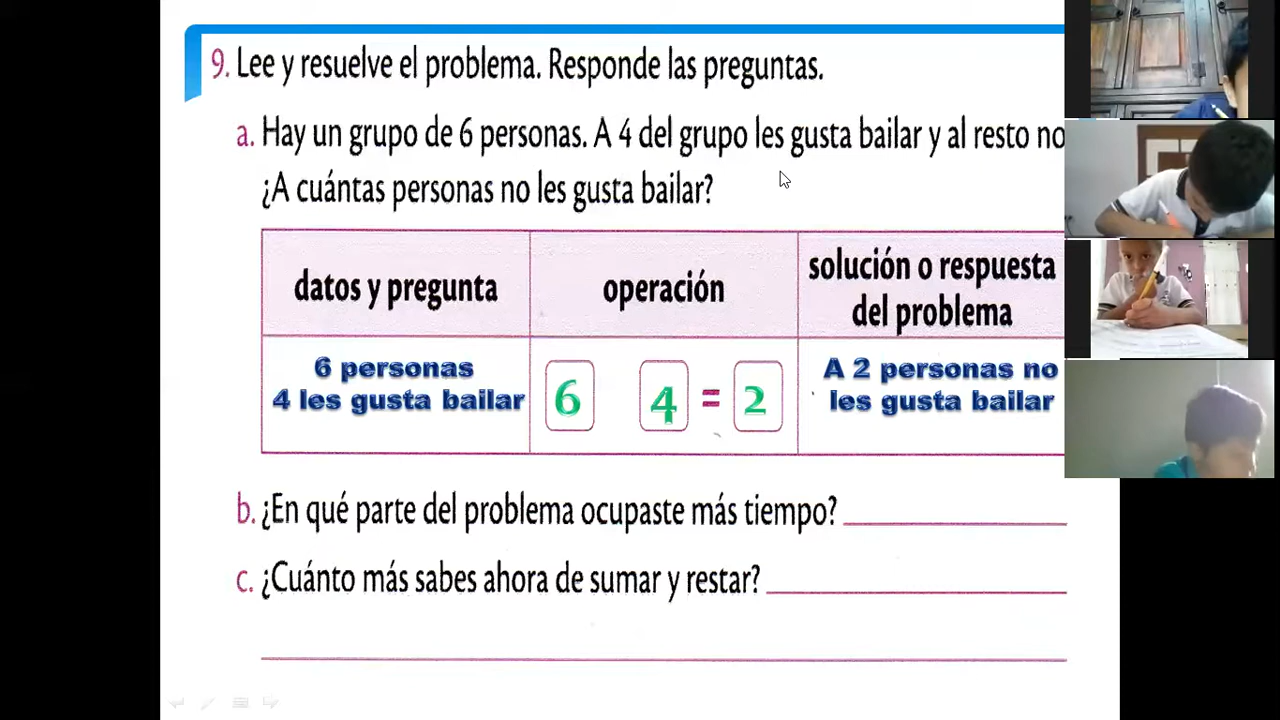 9. Lee y resuelve el problema. Responde las preguntas.
a. Hay un grupo de 6 personas. A 4 del grupo les gusta bailar y al resto no
¿A cuántas personas no les gusta bailar?
datos y pregunta
operación
solución o respuesta
del problema
6 personas
4 les gusta bailar
6 4 = 2
A 2 personas no
les gusta bailar
b. ¿En qué parte del problema ocupaste más tiempo?
c. ¿Cuánto más sabes ahora de sumar y restar?